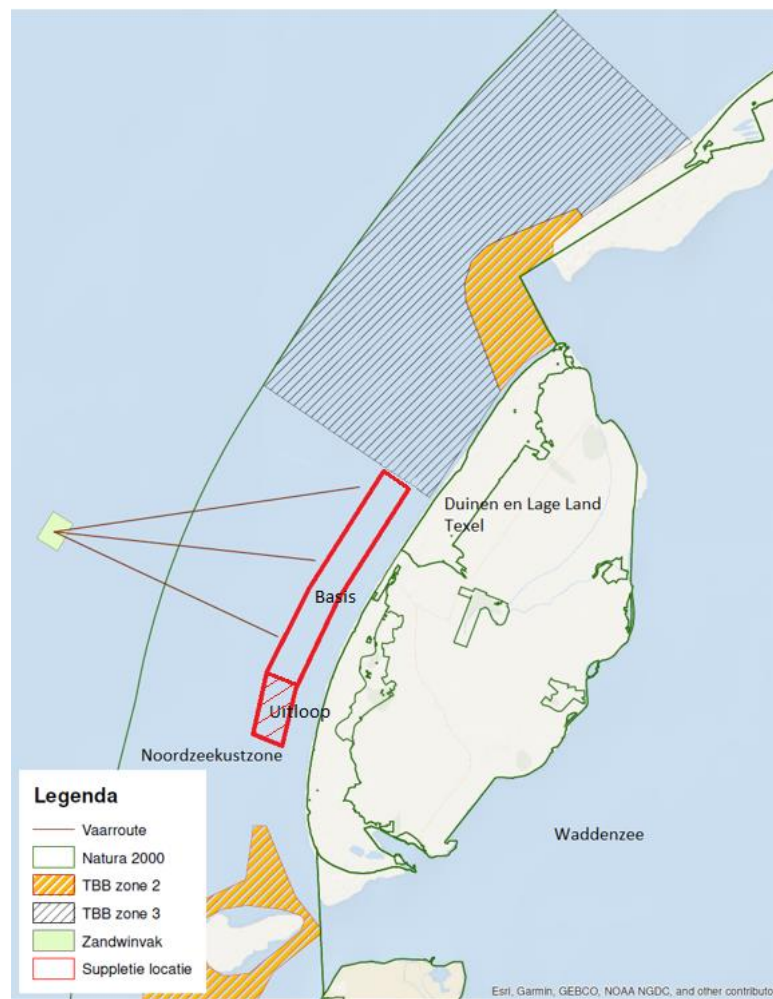 Duinen en Lage Land
Texel
Basis
Uitloop
Noordzeekustzone
Waddenzee
Legenda
Vaarroute
Natura 2000
TBB zone 2
TBB zone 3
Zandwinvak
Suppletie locatie
Esri, Garmin, GEBCO, NOAA NGDC, and other contributo